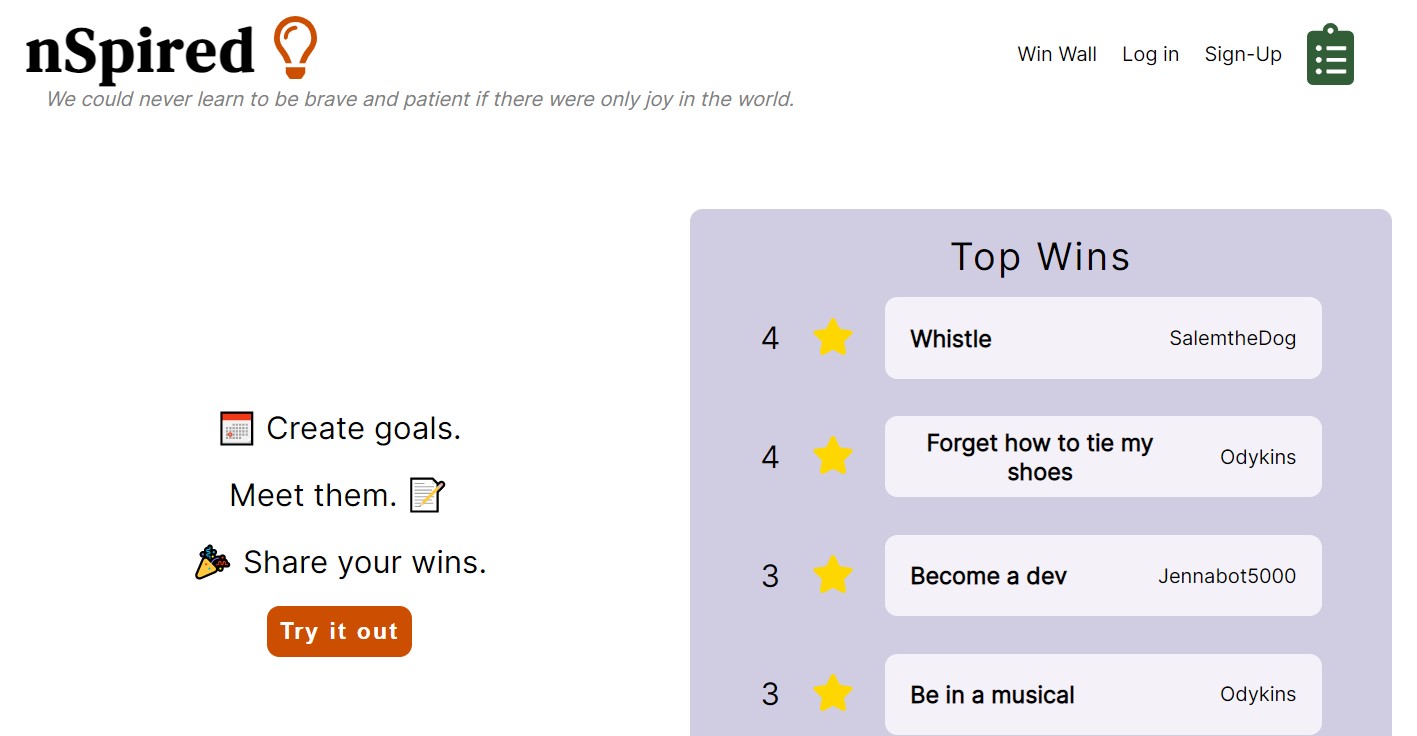 nSpired
Win Wall Log in Sign-Up
We could never learn to be brave and patient if there were only joy in the world.
Create goals.
Meet them.
Share your wins.
Try it out
Top Wins
4 Whistle SalemtheDog
4 Forget how to tie my
shoes Odykins
3 Become a dev Jennabot5000
3 Be in a musical Odykins